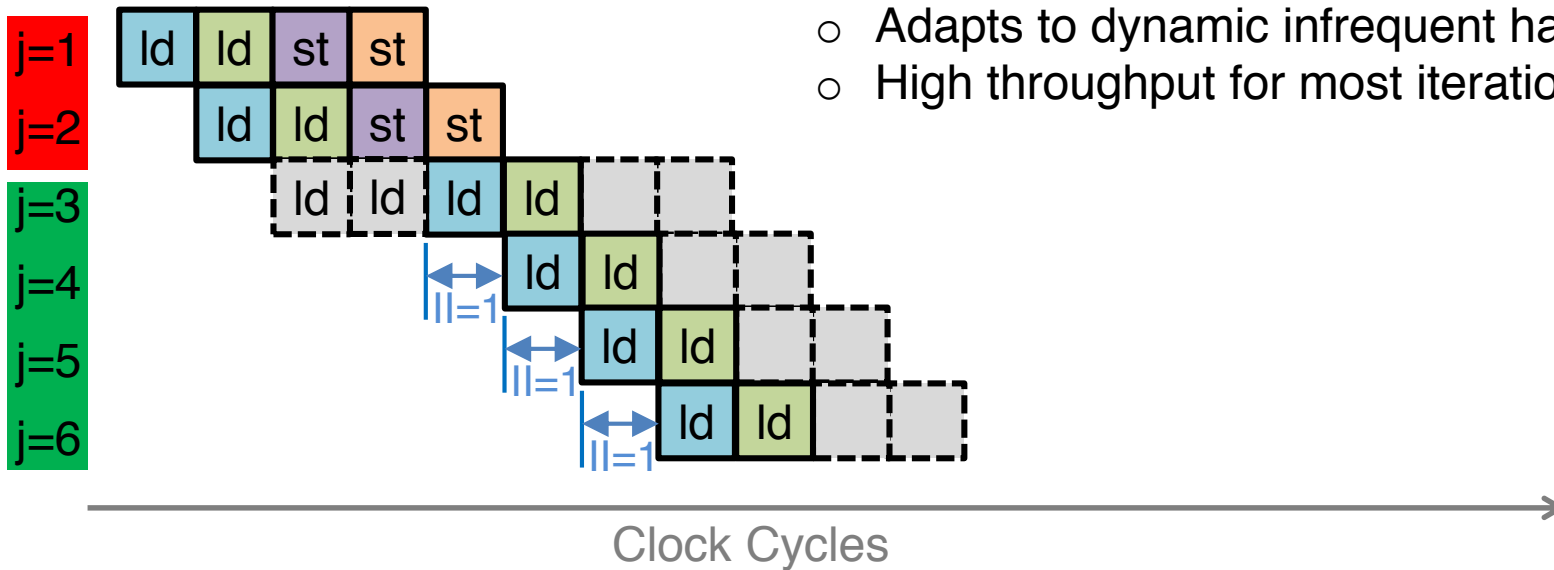 ○ Adapts to dynamic infrequent ha
○ High throughput for most iteratio
j=1 ld ld st st
j=2 ld ld st st
j=3 ld ld ld ld
j=4 ld ld
II=1
j=5 ld ld
II=1
j=6 ld ld
II=1
Clock Cycles